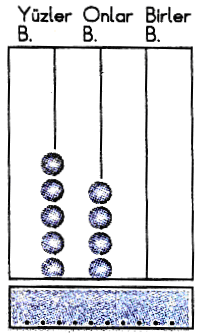 Yüzler Onlar Birler
B. B. B.
..........